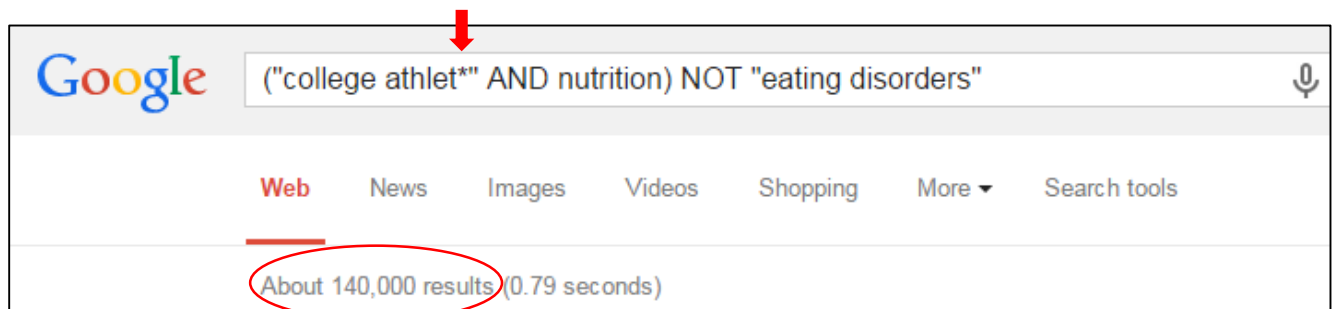 Google ("college athlet*" AND nutrition) NOT "eating disorders"
Web News Images Videos Shopping More Search tools
About 140,000 results (0.79 seconds)